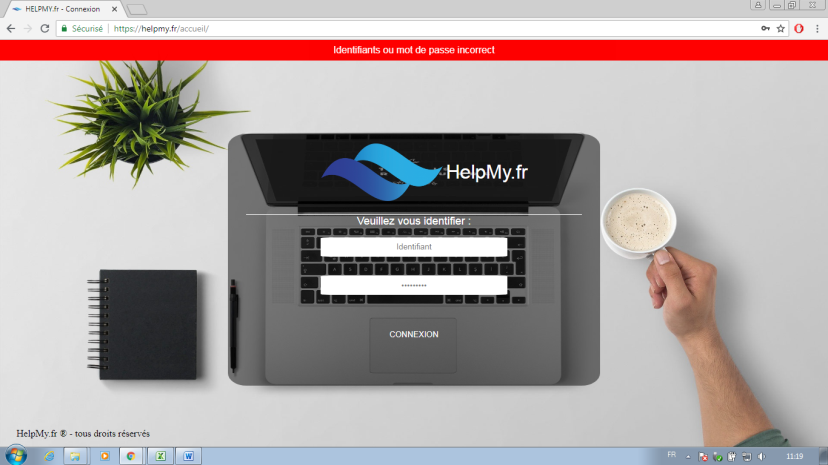 HELPMY.fr - Connexion
Sécurisé
https://helpmy.fr/accueil/
Identifiants ou mot de passe incorrect
HelpMy.fr
Veuillez vous identifier :
Identifiant
•••••••••
CONNEXION
HelpMy.fr ® - tous droits réservés
FR
11:19